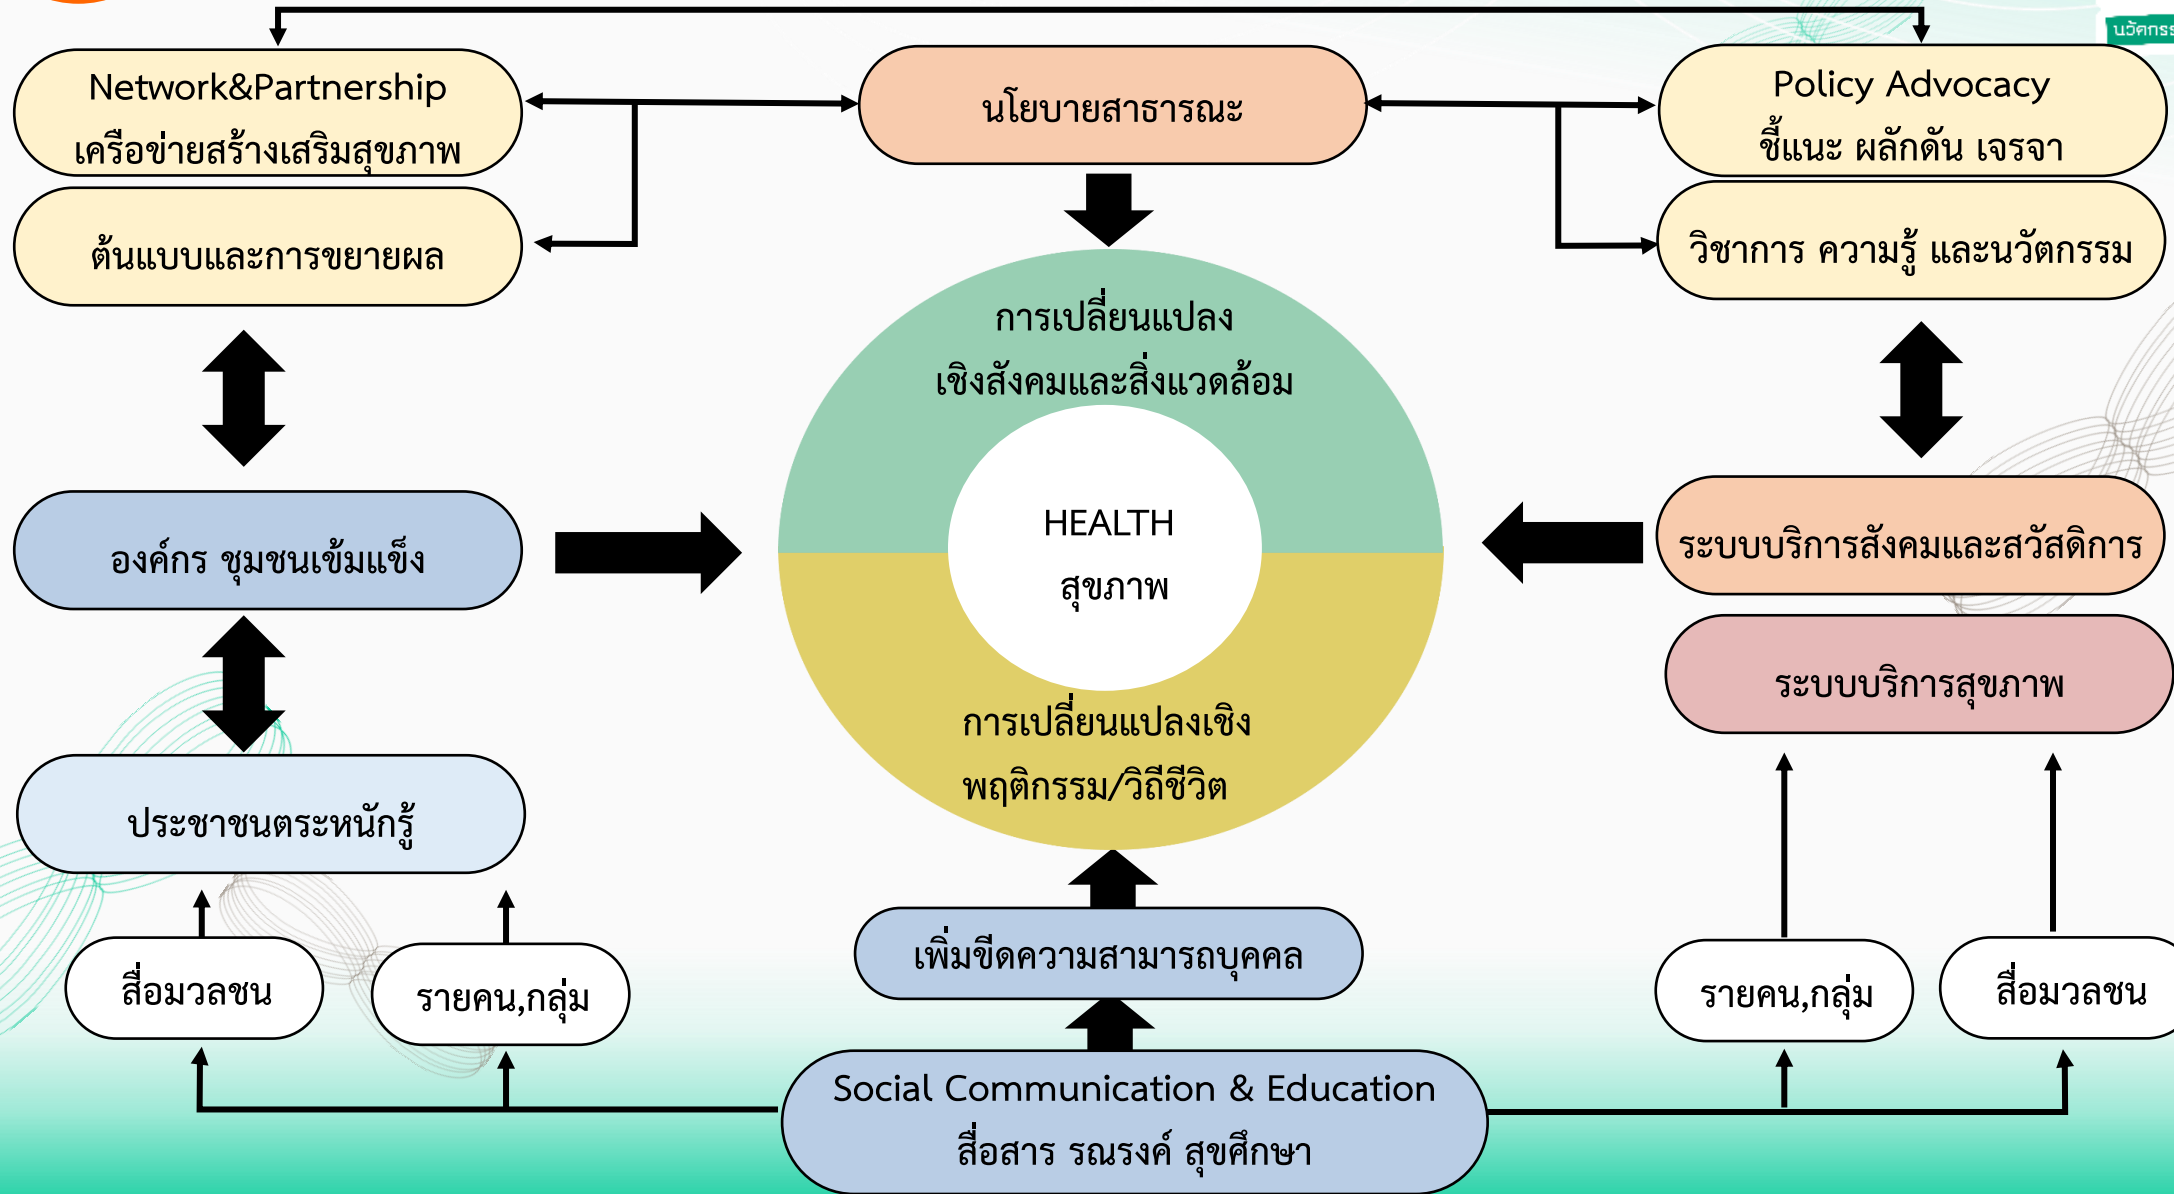 นวัตกรร
Network&Partnership
เครือข่ายสร้างเสริมสุขภาพ
นโยบายสาธารณะ
Policy Advocacy
ชี้แนะ ผลักดัน เจรจา
ต้นแบบและการขยายผล
วิชาการ ความรู้ และนวัตกรรม
การเปลี่ยนแปลง
เชิงสังคมและสิ่งแวดล้อม
HEALTH
สุขภาพ
องค์กร ชุมชนเข้มแข็ง
ระบบบริการสังคมและสวัสดิการ
ระบบบริการสุขภาพ
การเปลี่ยนแปลงเชิง
พฤติกรรม/วิถีชีวิต
ประชาชนตระหนักรู้
เพิ่มขีดความสามารถบุคคล
สื่อมวลชน
รายคน,กลุ่ม
รายคน,กลุ่ม
สื่อมวลชน
Social Communication & Education
สื่อสาร รณรงค์ สุขศึกษา